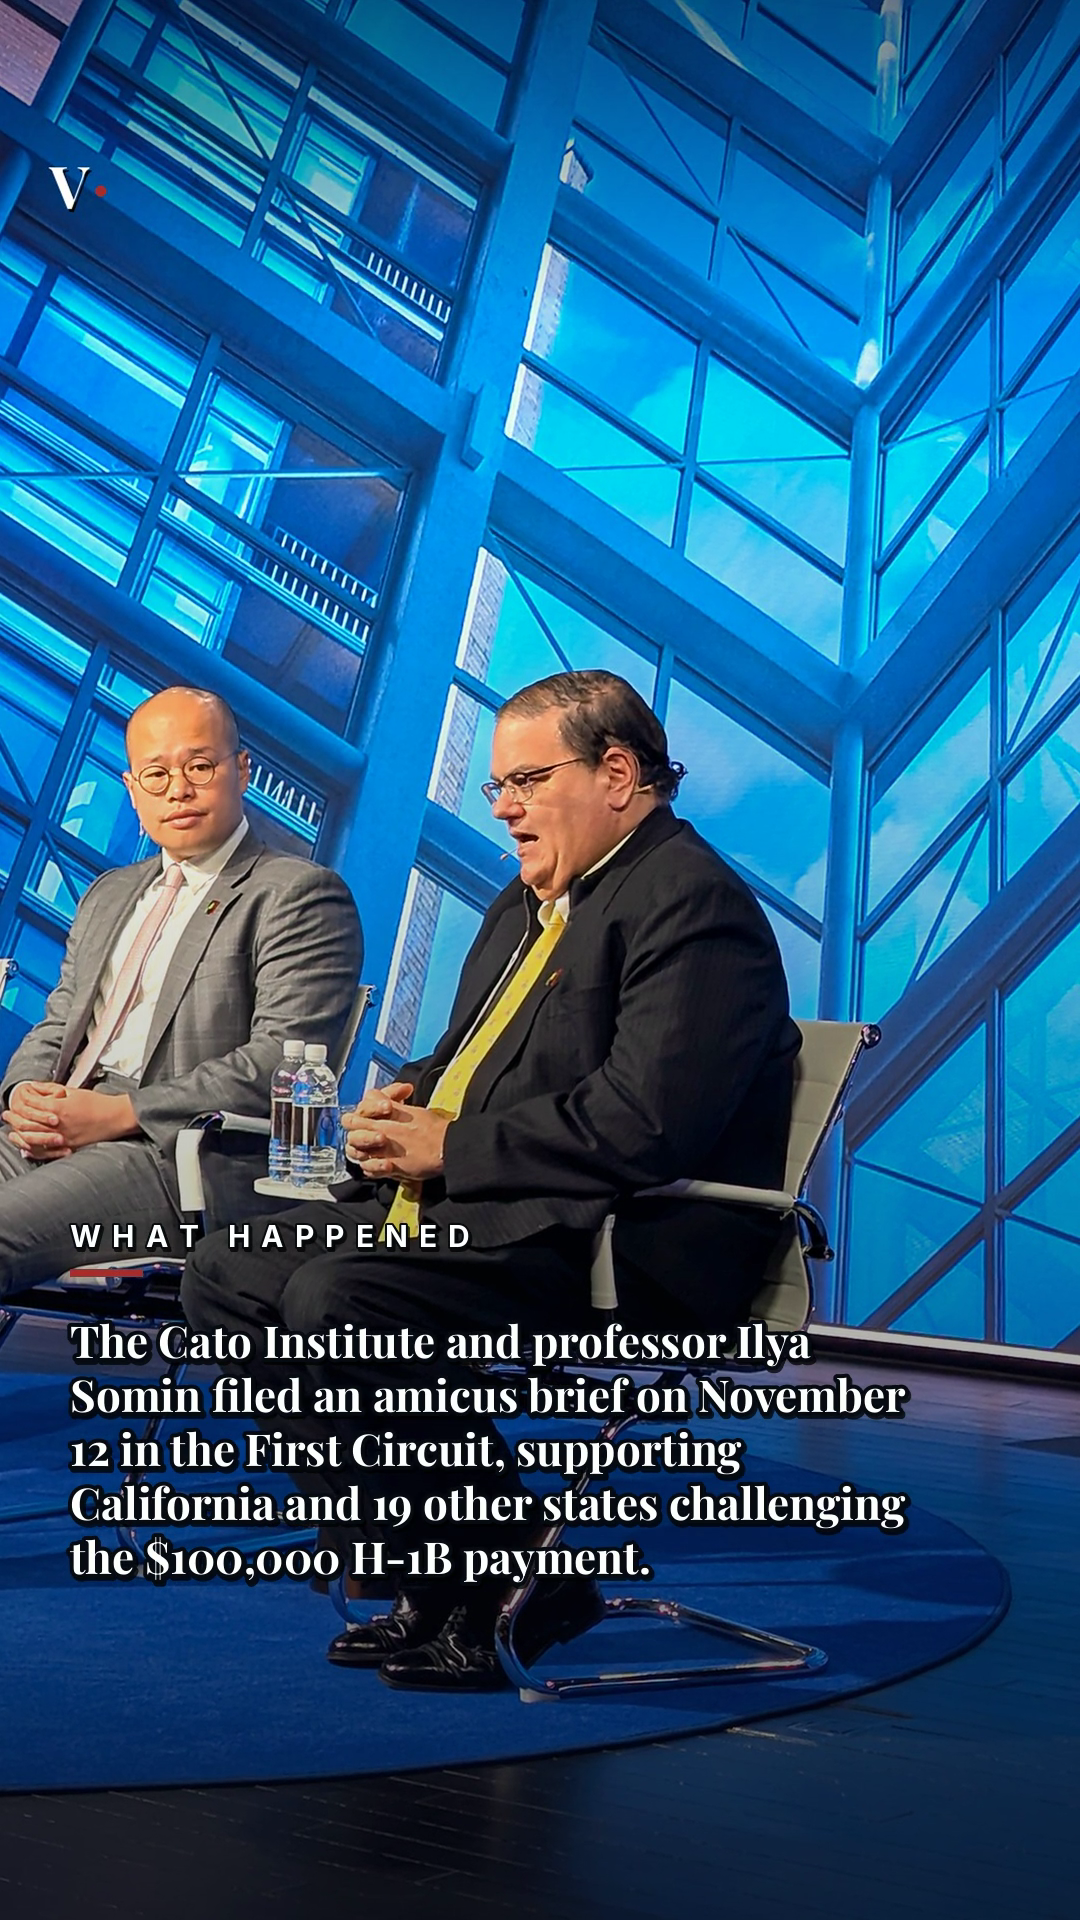 V.
WHAT HAPPENED
The Cato Institute and professor Ilya
Somin filed an amicus brief on November
12 in the First Circuit, supporting
California and 19 other states challenging
the $100,000 H-1B payment.